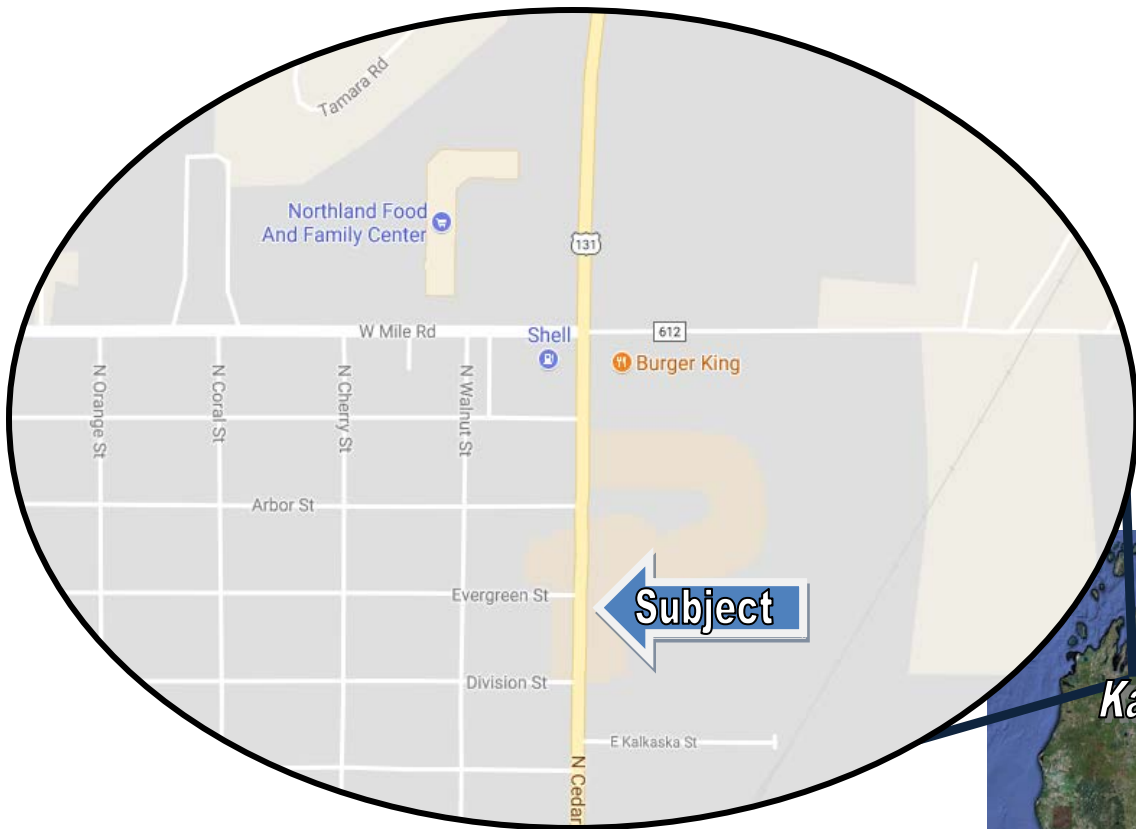 Tamara Rd
Northland Food
And Family Center
131
W Mile Rd
Shell
612
Burger King
N Orange St
N Coral St
N Cherry St
N Walnut St
Arbor St
Evergreen St
Subject
Division St
Ka
E Kalkaska St
N Cedar